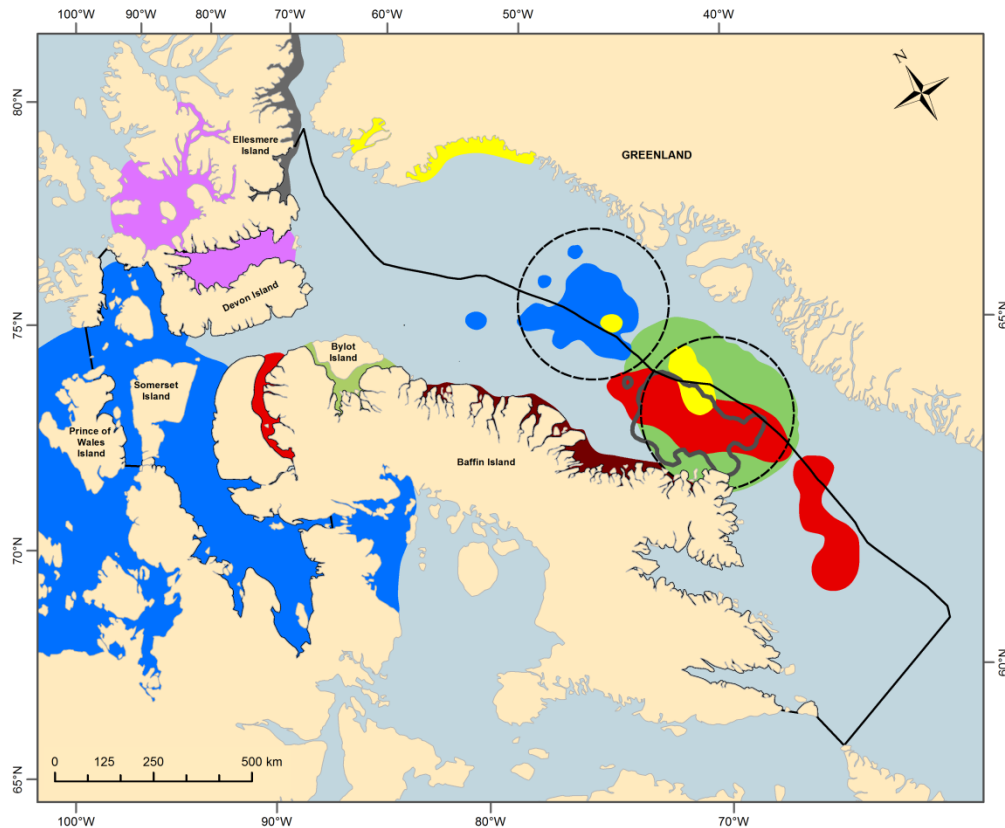 100°W 90°W 80°W 70°W 60°W 50°W 40°W
N
80°N
Ellesmere
Island
GREENLAND
Devon Island
75°N
65°N
Bylot
Island
Somerset
Island
Prince of
Wales
Island
Baffin Island
70°N
60°N
0 125 250 500 km
65°N
100°W 90°W 80°W 70°W